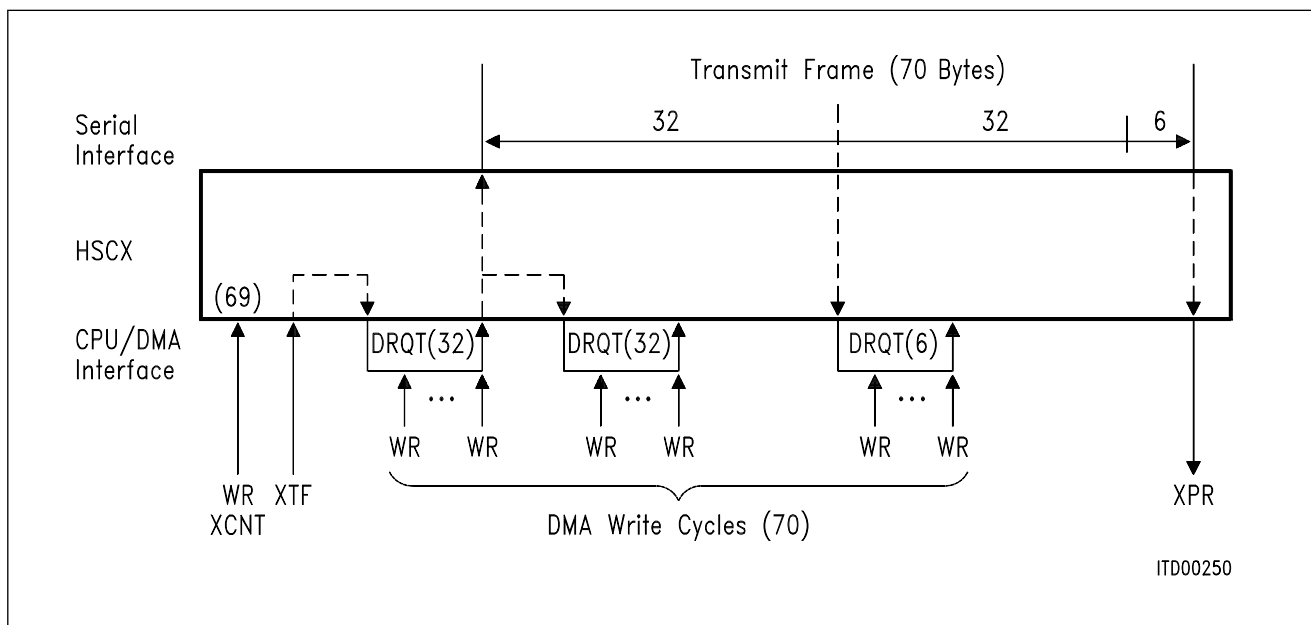 Transmit Frame (70 Bytes)
Serial
Interface
32
32
6
HSCX
(69)
CPU/DMA
Interface
DRQT(32)
DRQT(32)
DRQT(6)
...
...
...
WR
WR
WR
WR
WR
WR
WR
XCNT
XTF
XPR
DMA Write Cycles (70)
ITD00250